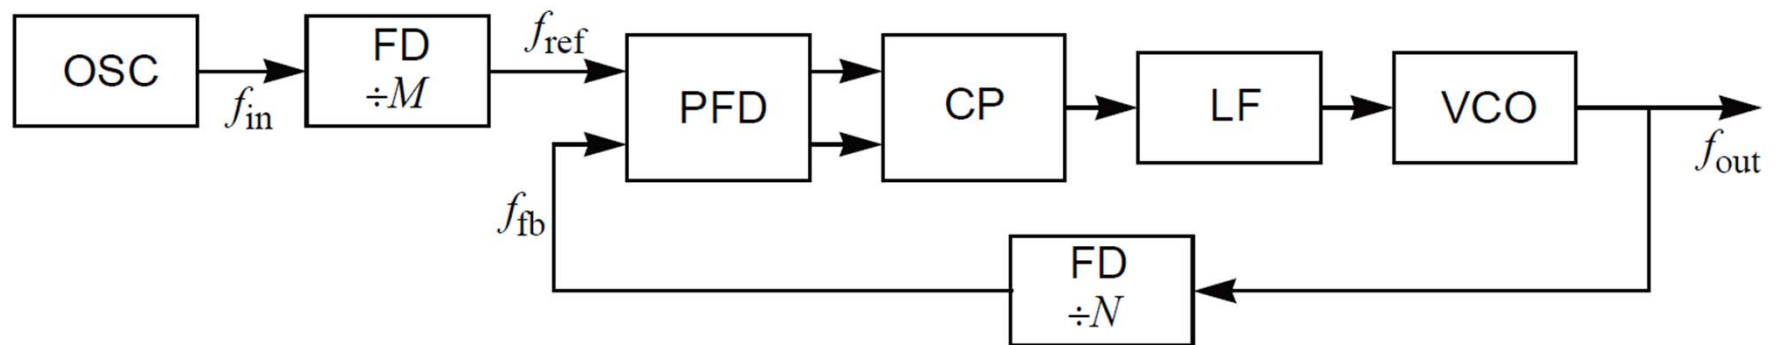 OSC
f_in
FD
÷M
f_ref
PFD
CP
LF
VCO
f_out
f_fb
FD
÷N